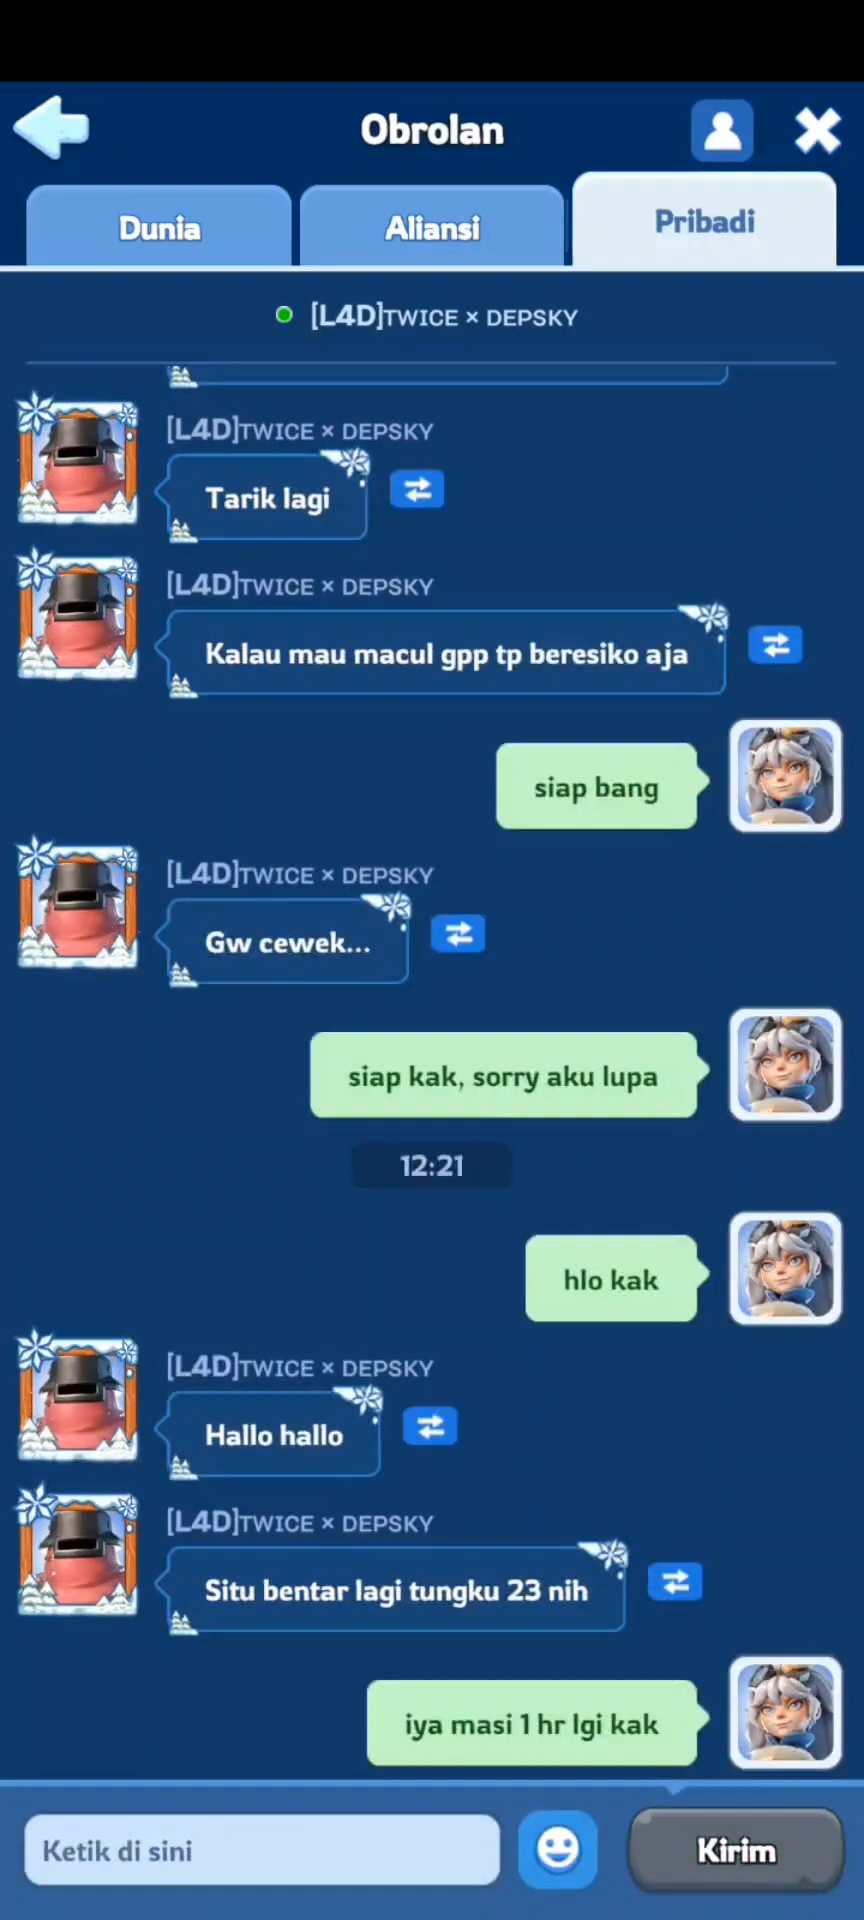 Obrolan
Dunia
Aliansi
Pribadi
[L4D]TWICE × DEPSKY
[L4D]TWICE × DEPSKY
Tarik lagi
[L4D]TWICE × DEPSKY
Kalau mau macul gpp tp beresiko aja
siap bang
[L4D]TWICE × DEPSKY
Gw cewek...
siap kak, sorry aku lupa
12:21
hlo kak
[L4D]TWICE × DEPSKY
Hallo hallo
[L4D]TWICE × DEPSKY
Situ bentar lagi tungku 23 nih
iya masi 1 hr lgi kak
Ketik di sini
Kirim